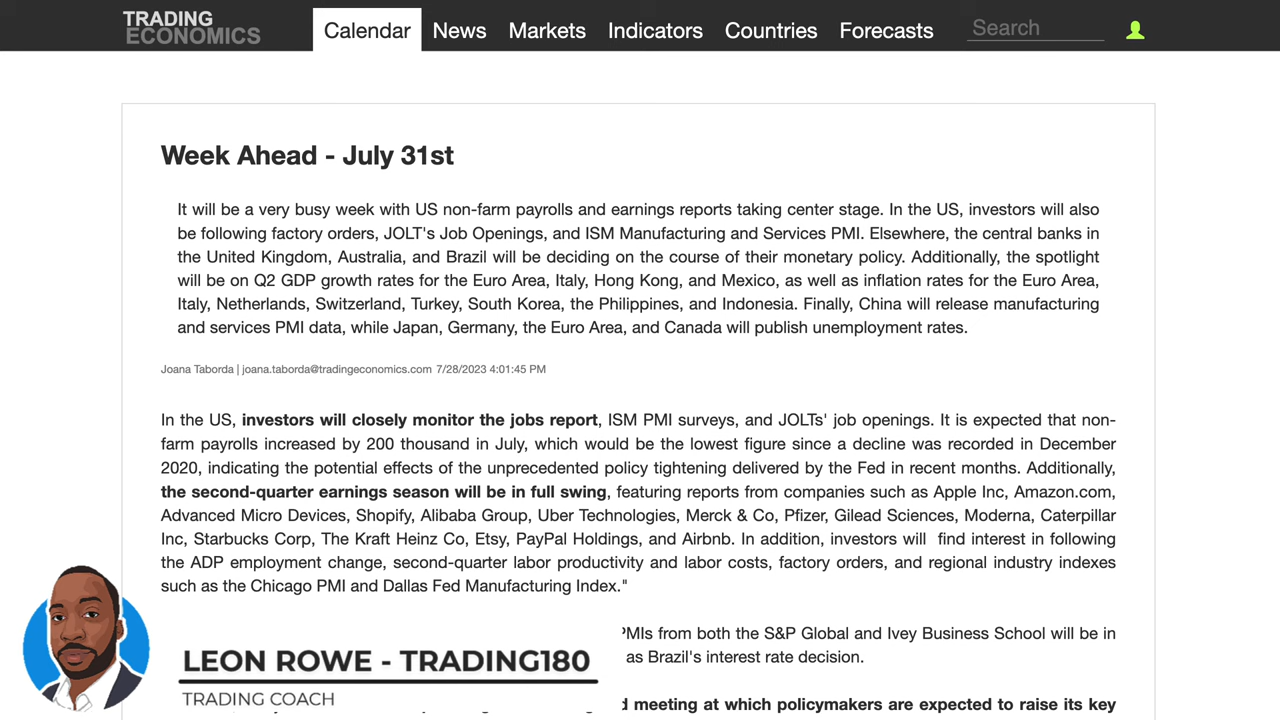 TRADING
ECONOMICS
Calendar News Markets Indicators Countries Forecasts Search
Week Ahead - July 31st
It will be a very busy week with US non-farm payrolls and earnings reports taking center stage. In the US, investors will also
be following factory orders, JOLT's Job Openings, and ISM Manufacturing and Services PMI. Elsewhere, the central banks in
the United Kingdom, Australia, and Brazil will be deciding on the course of their monetary policy. Additionally, the spotlight
will be on Q2 GDP growth rates for the Euro Area, Italy, Hong Kong, and Mexico, as well as inflation rates for the Euro Area,
Italy, Netherlands, Switzerland, Turkey, South Korea, the Philippines, and Indonesia. Finally, China will release manufacturing
and services PMI data, while Japan, Germany, the Euro Area, and Canada will publish unemployment rates.
Joana Taborda | joana.taborda@tradingeconomics.com 7/28/2023 4:01:45 PM
In the US, investors will closely monitor the jobs report, ISM PMI surveys, and JOLTs' job openings. It is expected that non-
farm payrolls increased by 200 thousand in July, which would be the lowest figure since a decline was recorded in December
2020, indicating the potential effects of the unprecedented policy tightening delivered by the Fed in recent months. Additionally,
the second-quarter earnings season will be in full swing, featuring reports from companies such as Apple Inc, Amazon.com,
Advanced Micro Devices, Shopify, Alibaba Group, Uber Technologies, Merck & Co, Pfizer, Gilead Sciences, Moderna, Caterpillar
Inc, Starbucks Corp, The Kraft Heinz Co, Etsy, PayPal Holdings, and Airbnb. In addition, investors will find interest in following
the ADP employment change, second-quarter labor productivity and labor costs, factory orders, and regional industry indexes
such as the Chicago PMI and Dallas Fed Manufacturing Index."
PMIs from both the S&P Global and Ivey Business School will be in
as Brazil's interest rate decision.
meeting at which policymakers are expected to raise its key
LEON ROWE - TRADING180
TRADING COACH